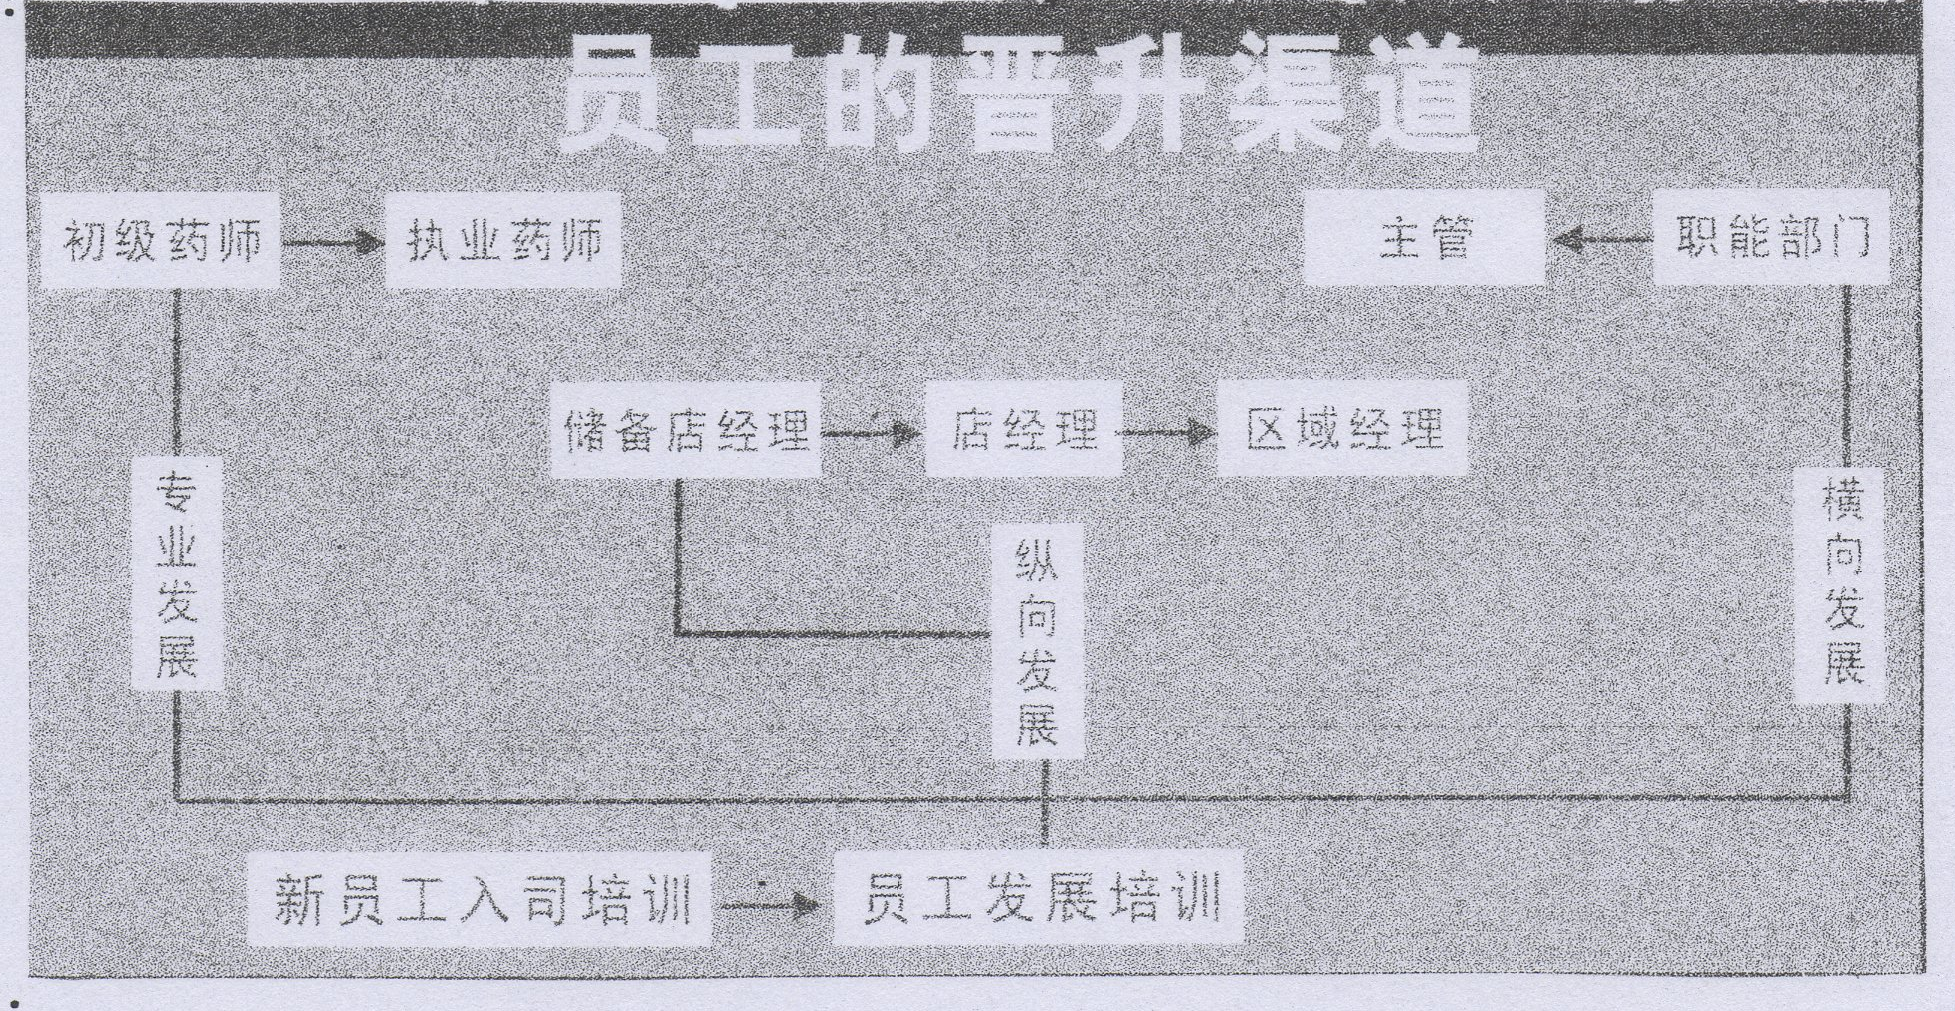 员工的晋升渠道
初级药师
执业药师
主管
职能部门
储备店经理
店经理
区域经理
专业发展
纵向发展
横向发展
新员工入司培训
员工发展培训